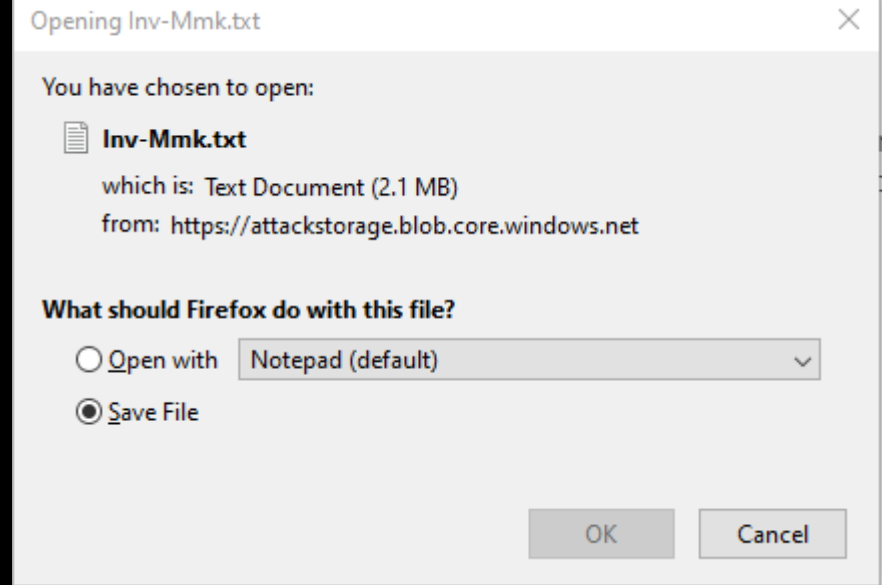 Opening Inv-Mmk.txt
You have chosen to open:
Inv-Mmk.txt
which is: Text Document (2.1 MB)
from: https://attackstorage.blob.core.windows.net
What should Firefox do with this file?
Open with Notepad (default)
Save File
OK Cancel